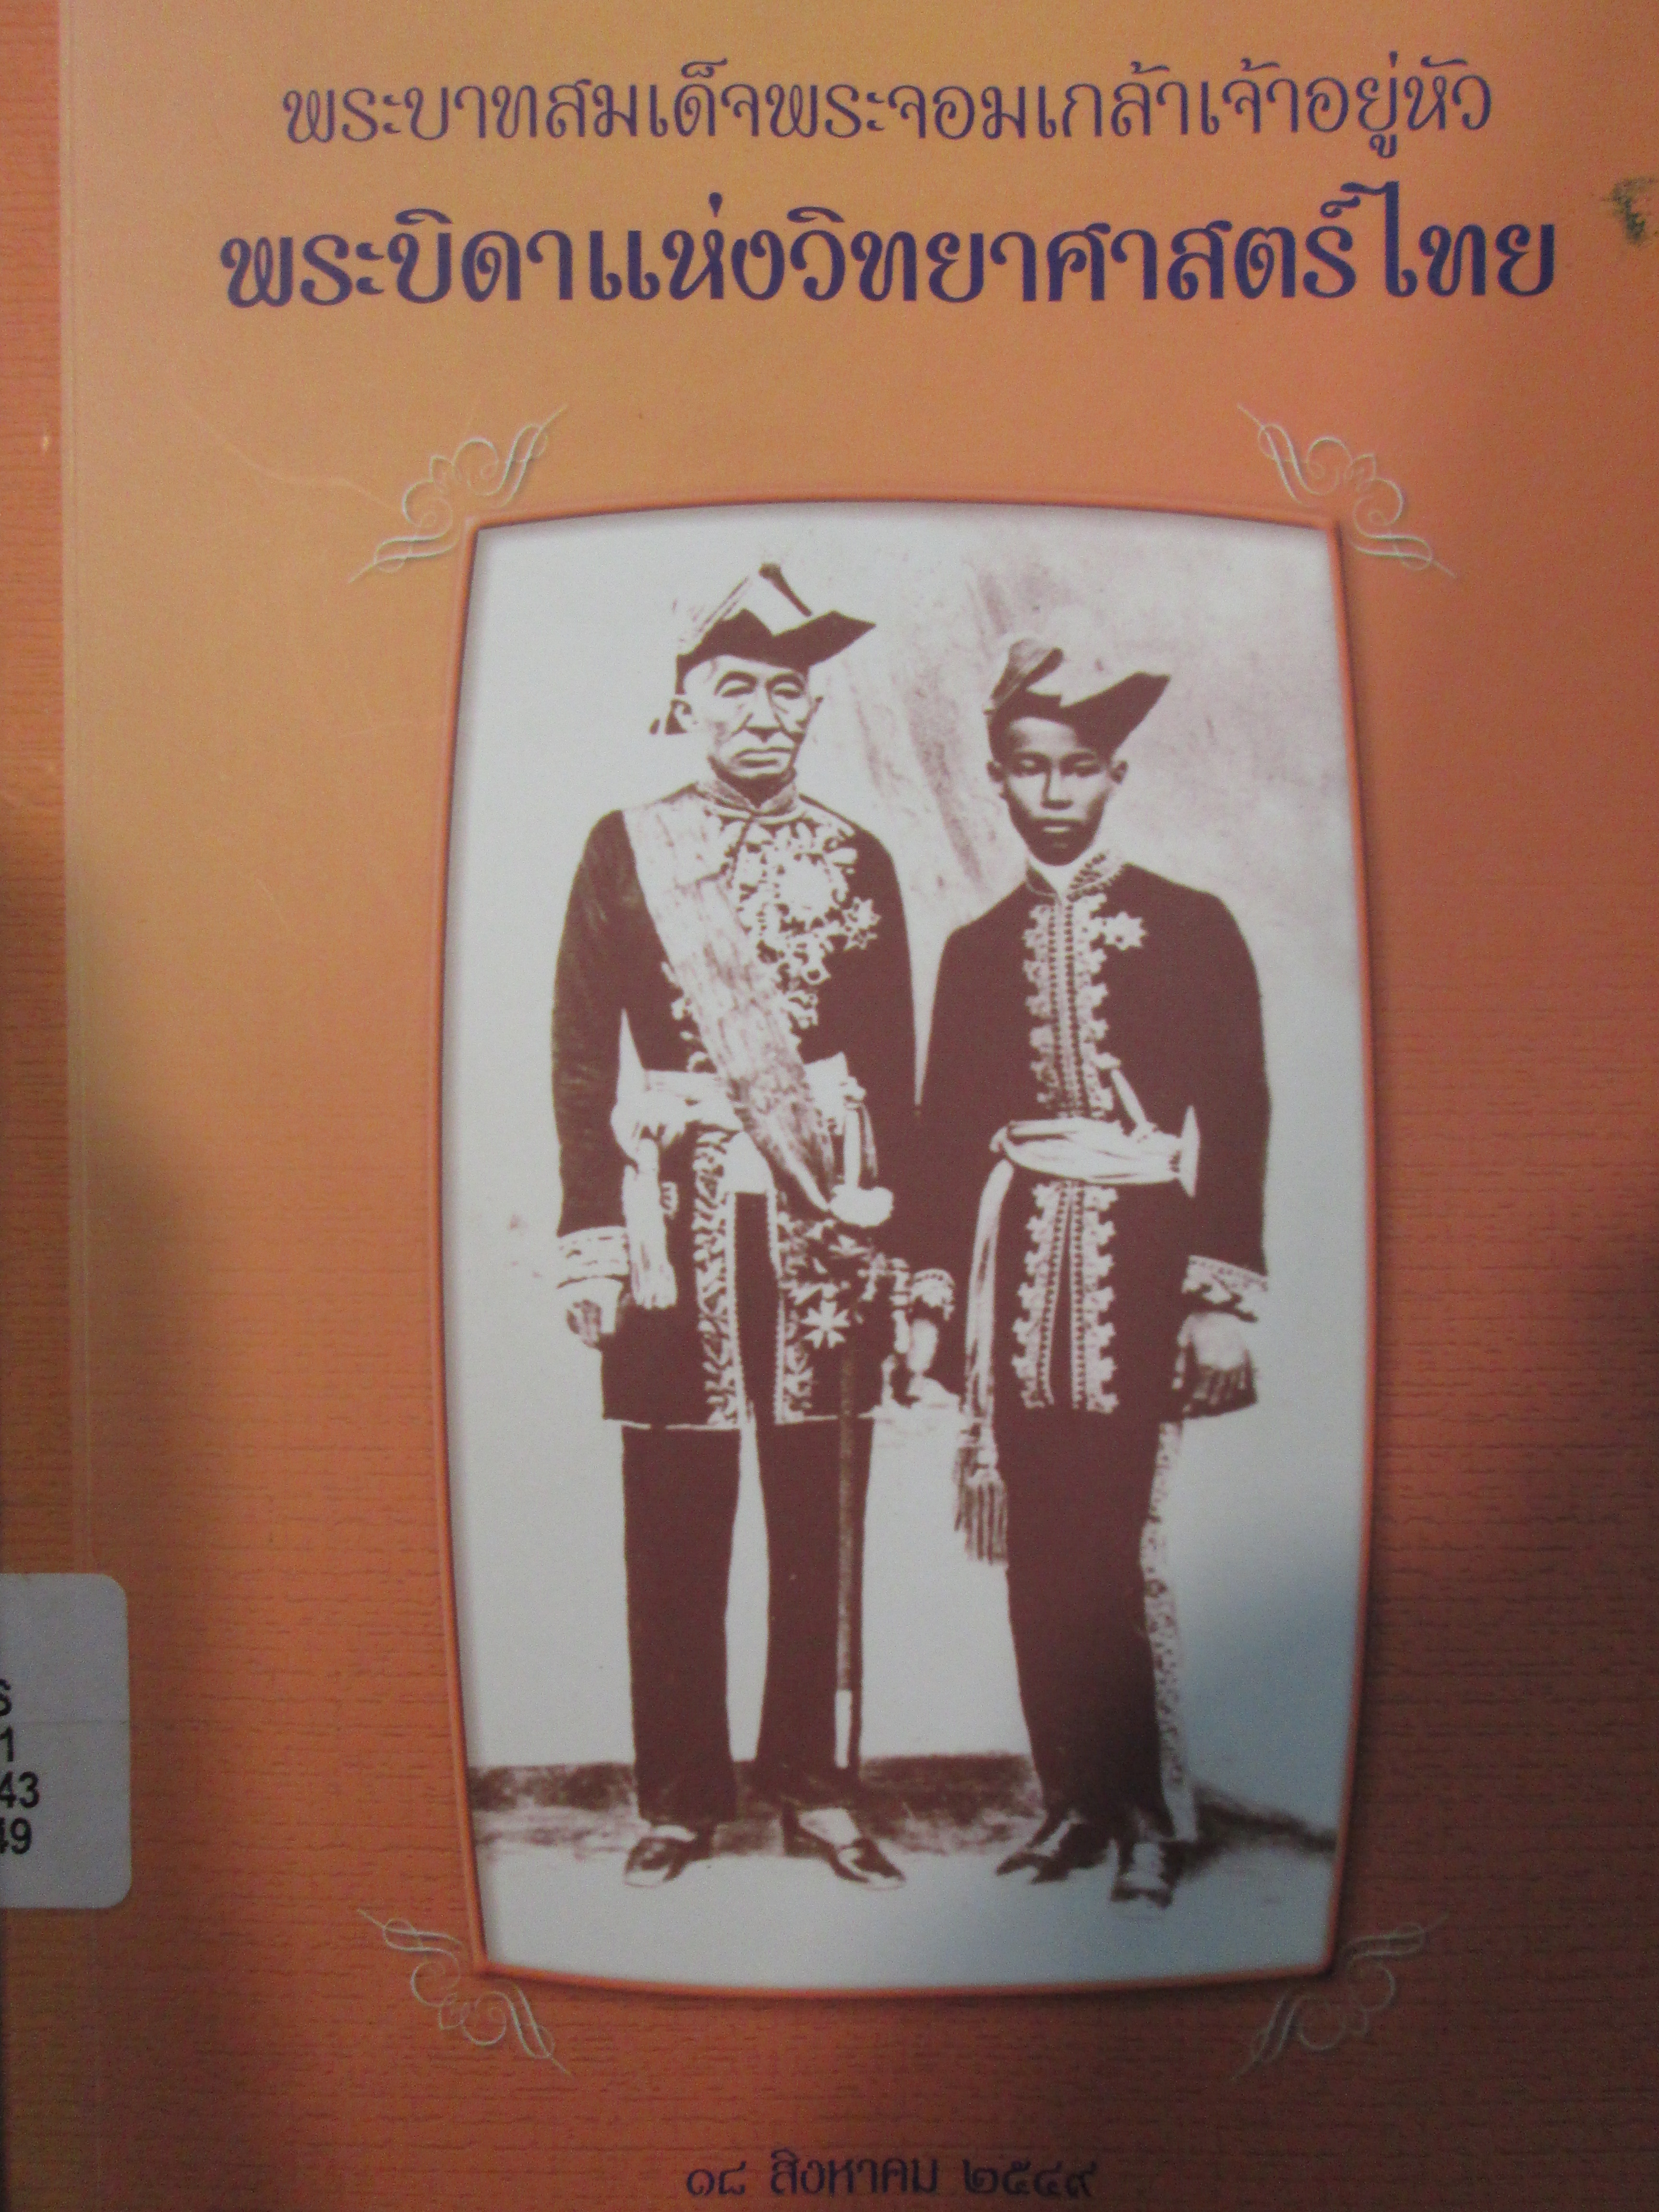 พระบาทสมเด็จพระจอมเกล้าเจ้าอยู่หัว
พระบิดาแห่งวิทยาศาสตร์ไทย
S
1
43
49
๑๘ สิงหาคม ๒๕๔๙